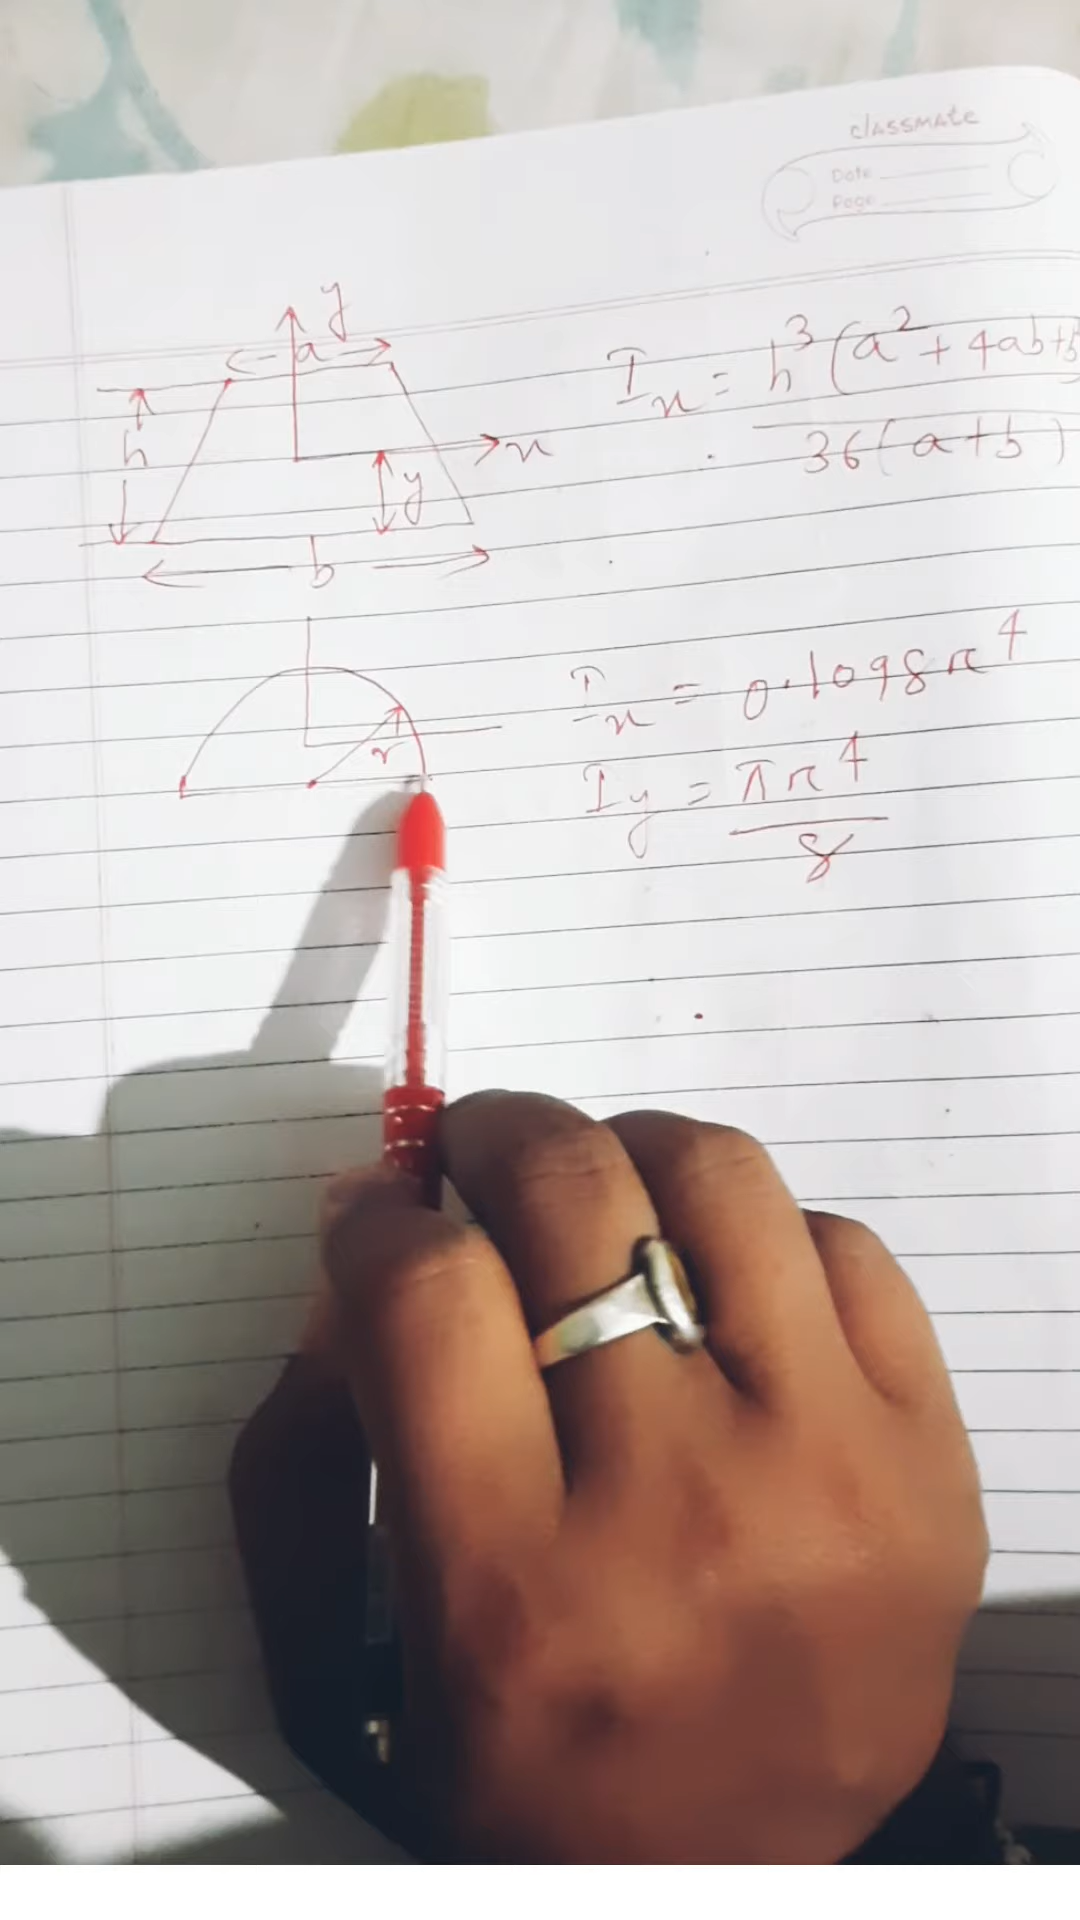 classmate
Date
Page
y
a
h
x
y
b
Ix = h³(a² + 4ab + b
36(a+b)
r
Ix = 0.1098r⁴
Iy = πr⁴
8